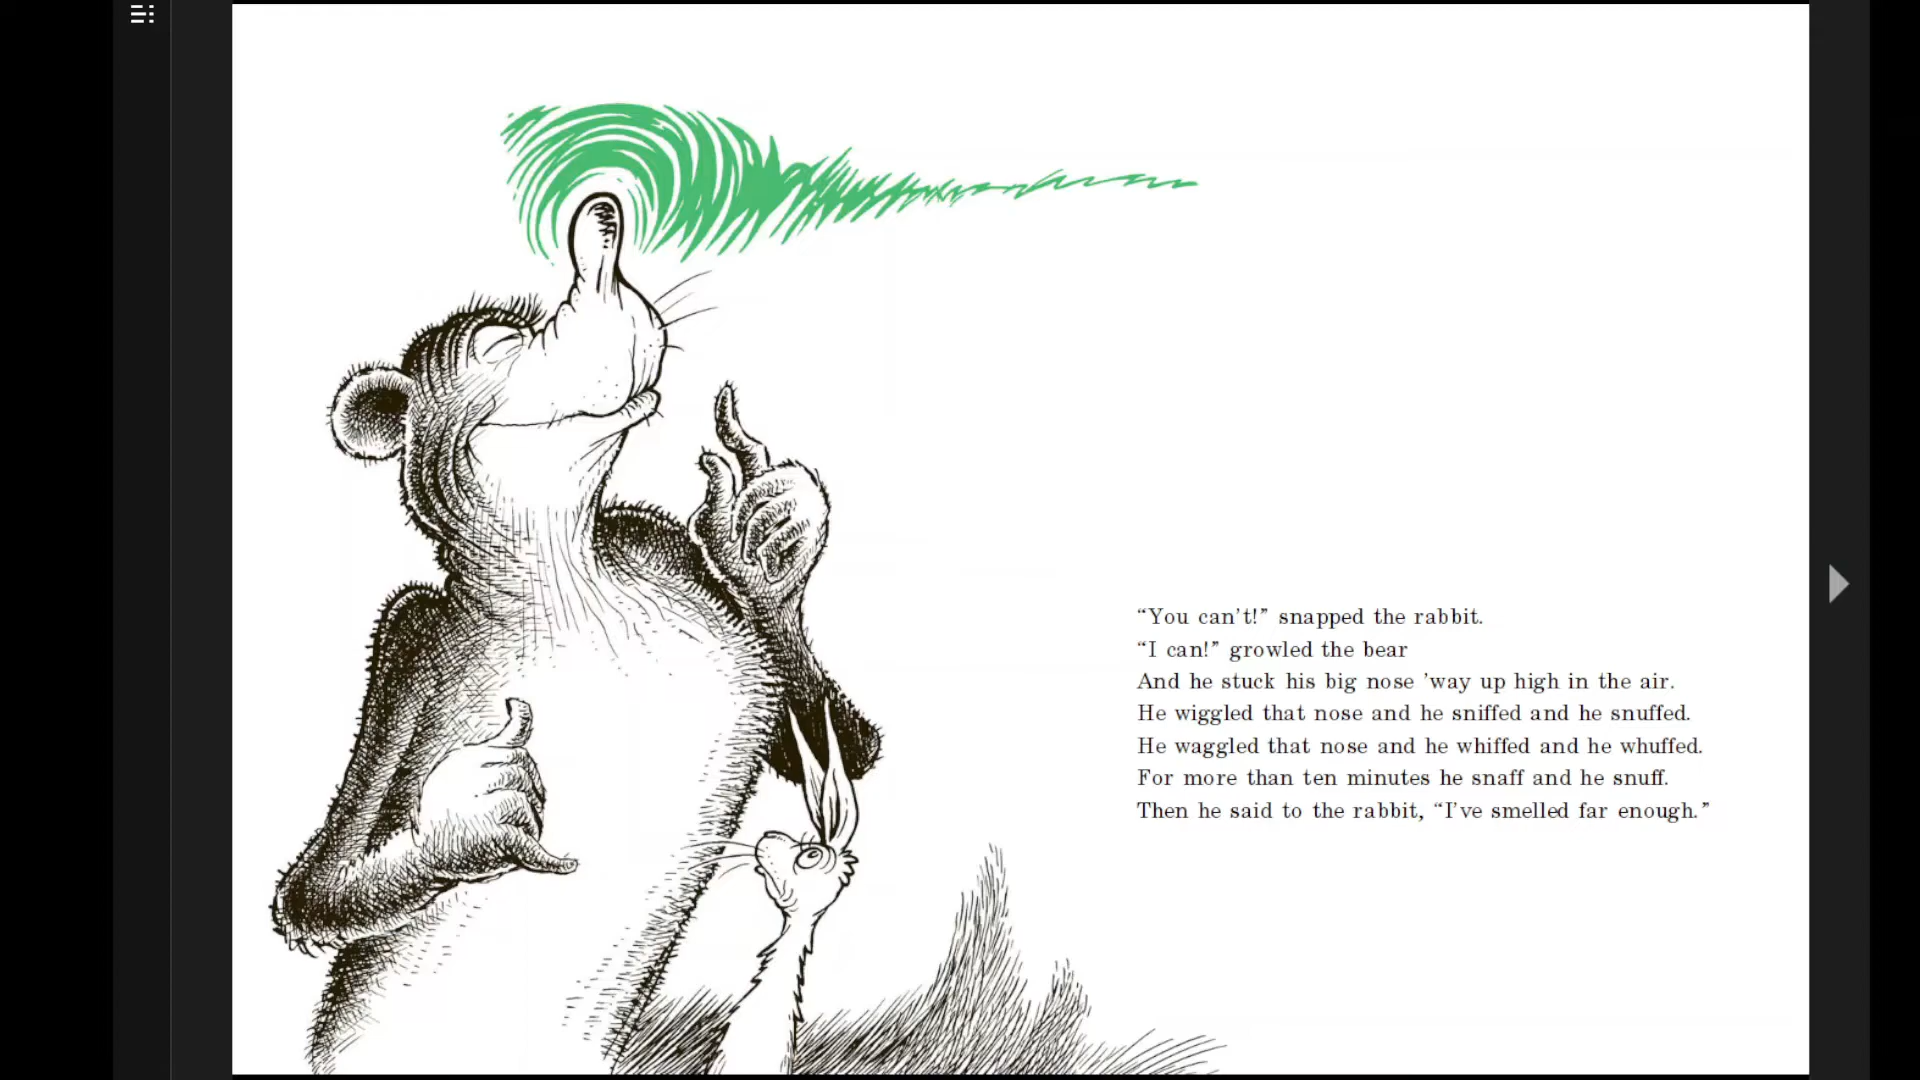 “You can’t!” snapped the rabbit.
“I can!” growled the bear
And he stuck his big nose ’way up high in the air.
He wiggled that nose and he sniffed and he snuffed.
He waggled that nose and he whiffed and he whuffed.
For more than ten minutes he snaff and he snuff.
Then he said to the rabbit, “I’ve smelled far enough.”